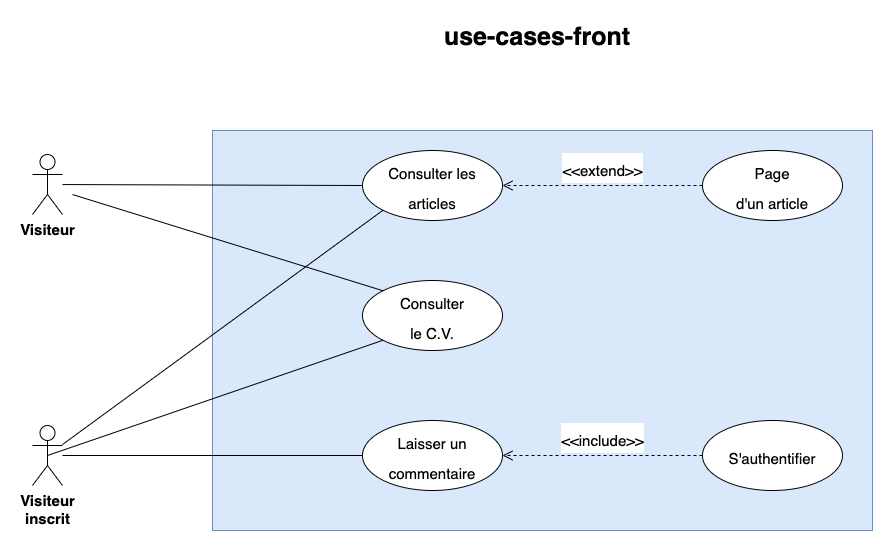 use-cases-front
Consulter les
articles
<<extend>>
Page
d'un article
Visiteur
Consulter
le C.V.
Laisser un
commentaire
<<include>>
S'authentifier
Visiteur
inscrit